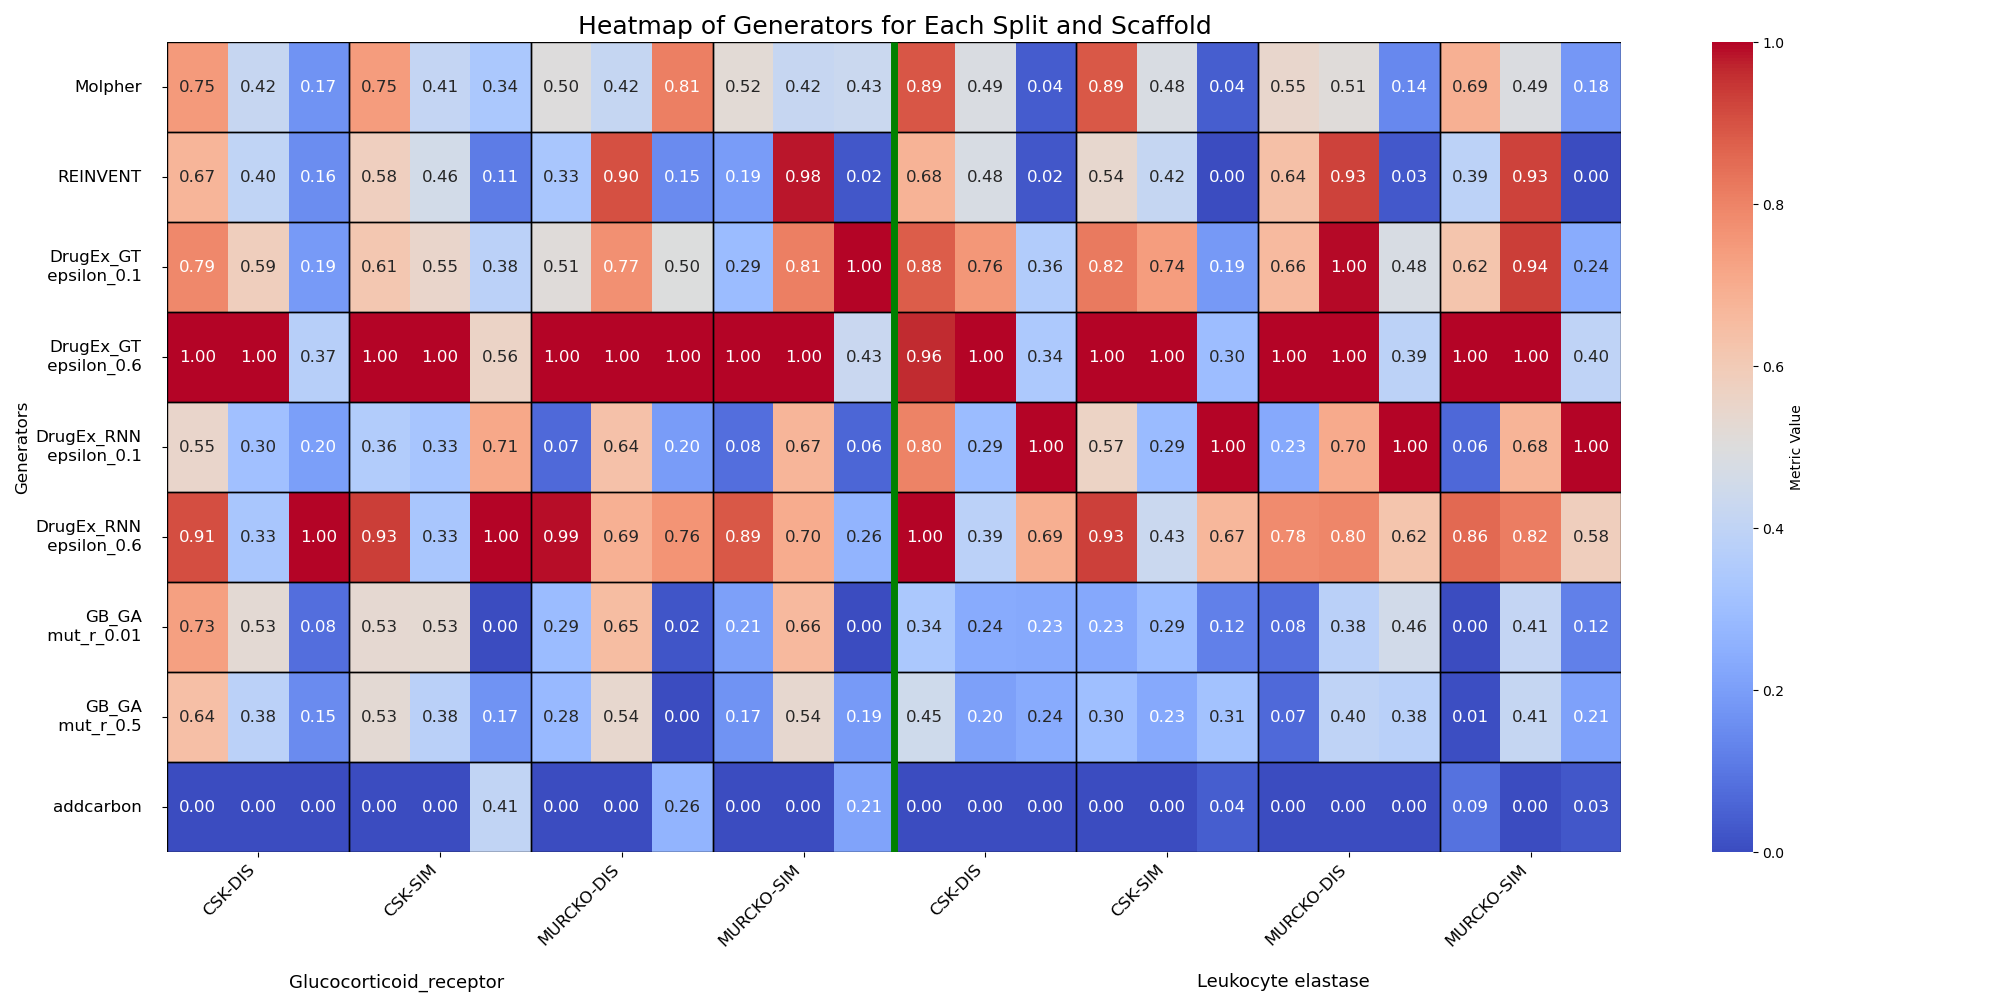 Heatmap of Generators for Each Split and Scaffold
Molpher 0.75 0.42 0.17 0.75 0.41 0.34 0.50 0.42 0.81 0.52 0.42 0.43 0.89 0.49 0.04 0.89 0.48 0.04 0.55 0.51 0.14 0.69 0.49 0.18
REINVENT 0.67 0.40 0.16 0.58 0.46 0.11 0.33 0.90 0.15 0.19 0.98 0.02 0.68 0.48 0.02 0.54 0.42 0.00 0.64 0.93 0.03 0.39 0.93 0.00
DrugEx_GT
epsilon_0.1 0.79 0.59 0.19 0.61 0.55 0.38 0.51 0.77 0.50 0.29 0.81 1.00 0.88 0.76 0.36 0.82 0.74 0.19 0.66 1.00 0.48 0.62 0.94 0.24
DrugEx_GT
epsilon_0.6 1.00 1.00 0.37 1.00 1.00 0.56 1.00 1.00 1.00 1.00 1.00 0.43 0.96 1.00 0.34 1.00 1.00 0.30 1.00 1.00 0.39 1.00 1.00 0.40
DrugEx_RNN
epsilon_0.1 0.55 0.30 0.20 0.36 0.33 0.71 0.07 0.64 0.20 0.08 0.67 0.06 0.80 0.29 1.00 0.57 0.29 1.00 0.23 0.70 1.00 0.06 0.68 1.00
DrugEx_RNN
epsilon_0.6 0.91 0.33 1.00 0.93 0.33 1.00 0.99 0.69 0.76 0.89 0.70 0.26 1.00 0.39 0.69 0.93 0.43 0.67 0.78 0.80 0.62 0.86 0.82 0.58
GB_GA
mut_r_0.01 0.73 0.53 0.08 0.53 0.53 0.00 0.29 0.65 0.02 0.21 0.66 0.00 0.34 0.24 0.23 0.23 0.29 0.12 0.08 0.38 0.46 0.00 0.41 0.12
GB_GA
mut_r_0.5 0.64 0.38 0.15 0.53 0.38 0.17 0.28 0.54 0.00 0.17 0.54 0.19 0.45 0.20 0.24 0.30 0.23 0.31 0.07 0.40 0.38 0.01 0.41 0.21
addcarbon 0.00 0.00 0.00 0.00 0.00 0.41 0.00 0.00 0.26 0.00 0.00 0.21 0.00 0.00 0.00 0.00 0.00 0.04 0.00 0.00 0.00 0.09 0.00 0.03
Generators
CSK-DIS CSK-SIM MURCKO-DIS MURCKO-SIM CSK-DIS CSK-SIM MURCKO-DIS MURCKO-SIM
Glucocorticoid_receptor Leukocyte elastase
1.0
0.8
0.6
0.4
0.2
0.0
Metric Value